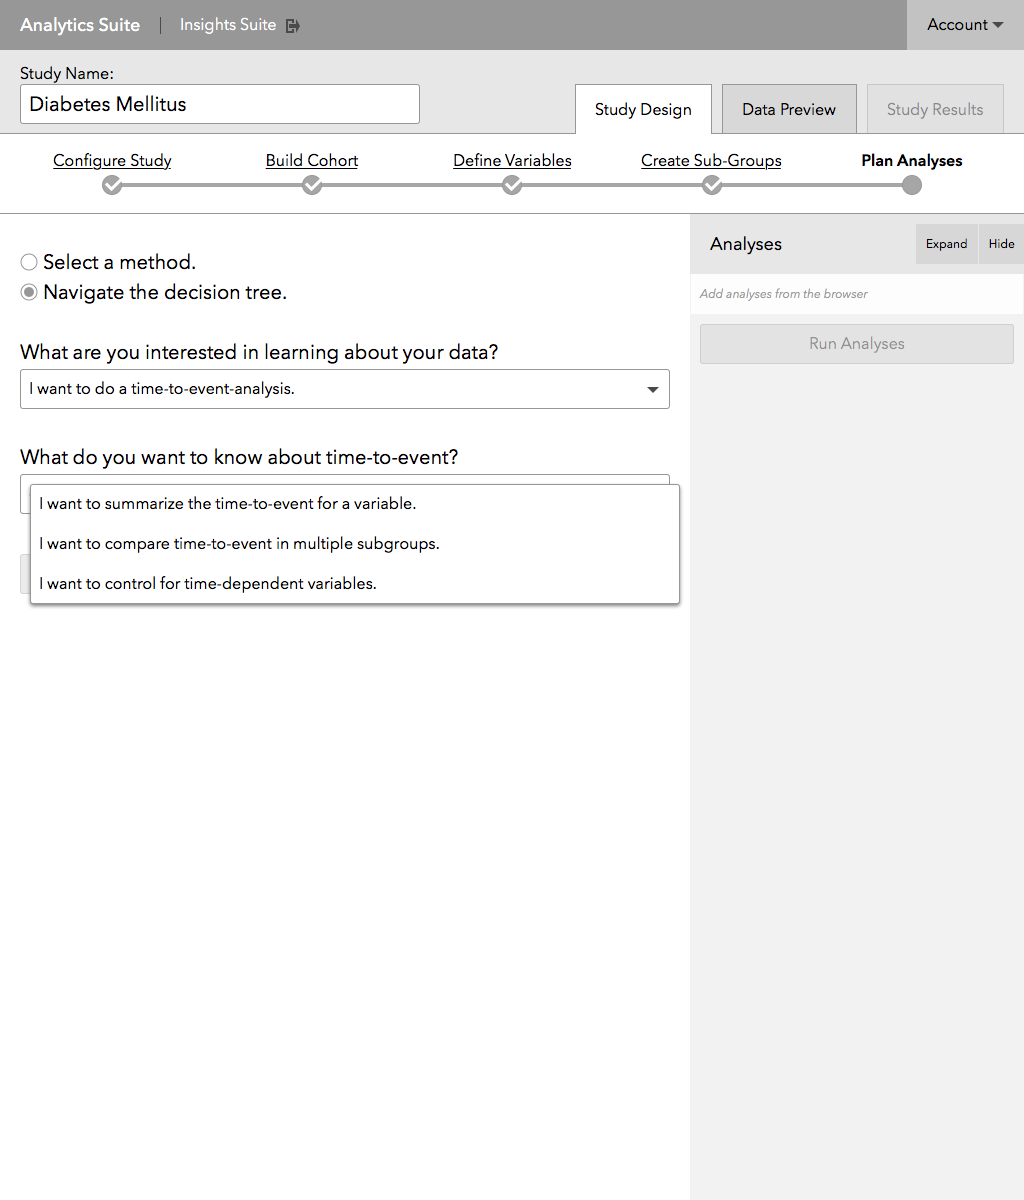 Analytics Suite | Insights Suite
Account
Study Name:
Diabetes Mellitus
Study Design
Data Preview
Study Results
Configure Study
Build Cohort
Define Variables
Create Sub-Groups
Plan Analyses
Select a method.
Navigate the decision tree.
What are you interested in learning about your data?
I want to do a time-to-event-analysis.
What do you want to know about time-to-event?
I want to summarize the time-to-event for a variable.
I want to compare time-to-event in multiple subgroups.
I want to control for time-dependent variables.
Analyses
Expand
Hide
Add analyses from the browser
Run Analyses